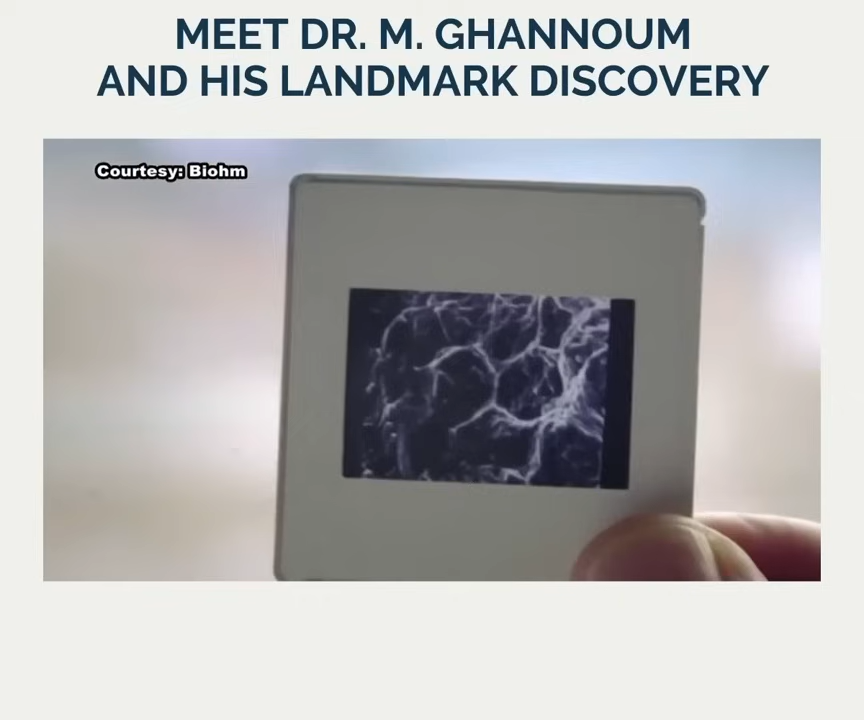 MEET DR. M. GHANNOUM
AND HIS LANDMARK DISCOVERY
Courtesy: Biohm